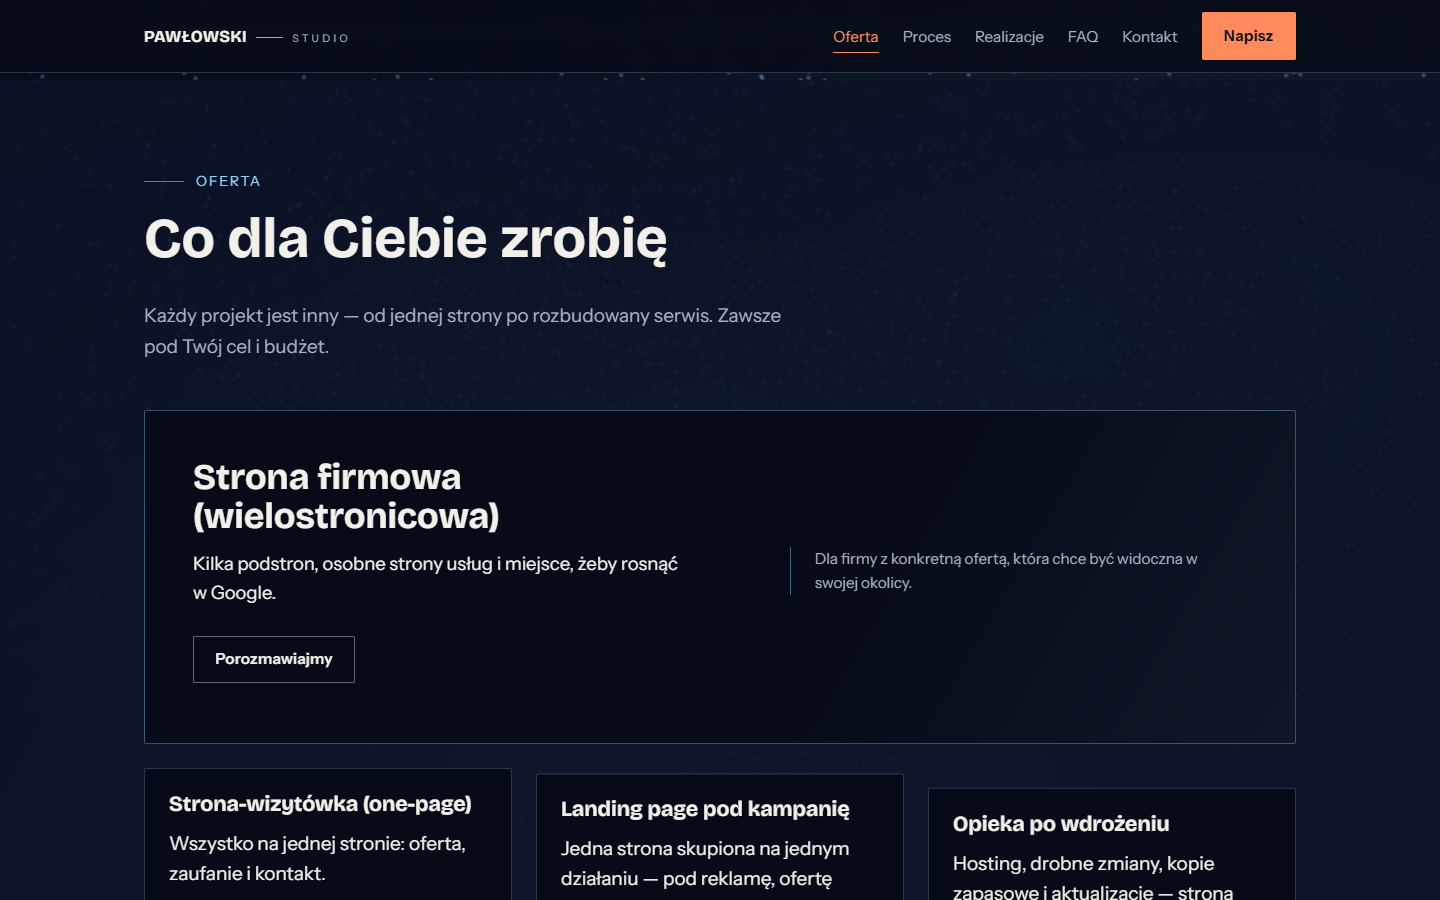 PAWŁOWSKI STUDIO Oferta Proces Realizacje FAQ Kontakt Napisz
OFERTA
Co dla Ciebie zrobię
Każdy projekt jest inny — od jednej strony po rozbudowany serwis. Zawsze
pod Twój cel i budżet.
Strona firmowa
(wielostronicowa)
Kilka podstron, osobne strony usług i miejsce, żeby rosnąć
w Google.
Porozmawiajmy
Dla firmy z konkretną ofertą, która chce być widoczna w
swojej okolicy.
Strona-wizytówka (one-page)
Wszystko na jednej stronie: oferta,
zaufanie i kontakt.
Landing page pod kampanię
Jedna strona skupiona na jednym
działaniu — pod reklamę, ofertę
Opieka po wdrożeniu
Hosting, drobne zmiany, kopie
zapasowe i aktualizacje — strona